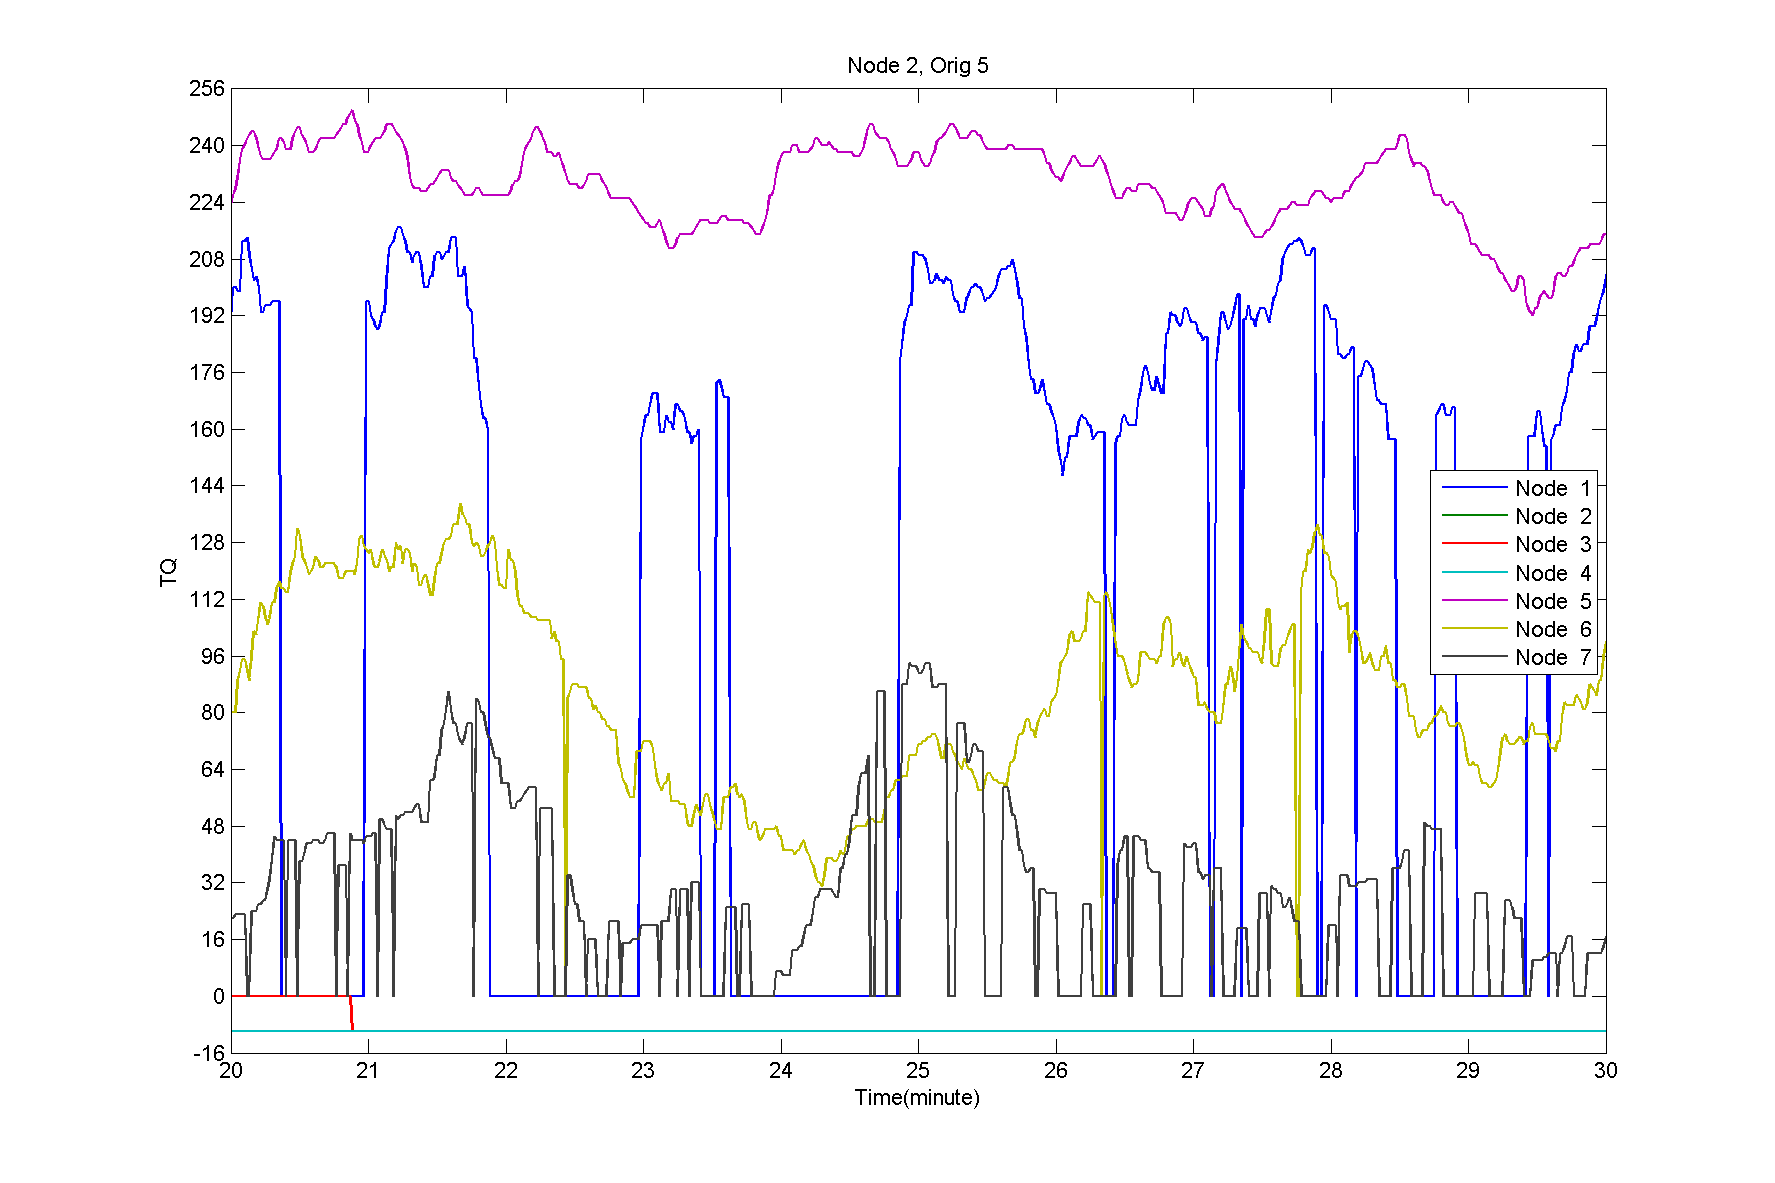 Node 2, Orig 5
256
240
224
208
192
176
160
144
128
112
96
80
64
48
32
16
0
-16
TQ
Node 1
Node 2
Node 3
Node 4
Node 5
Node 6
Node 7
20 21 22 23 24 25 26 27 28 29 30
Time(minute)